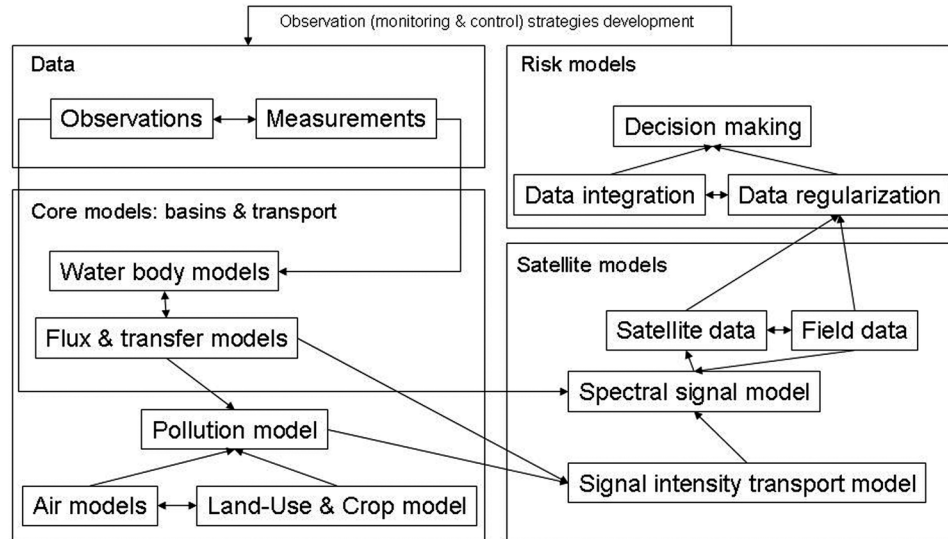 Observation (monitoring & control) strategies development
Data
Observations
Measurements
Core models: basins & transport
Water body models
Flux & transfer models
Pollution model
Air models
Land-Use & Crop model
Risk models
Decision making
Data integration
Data regularization
Satellite models
Satellite data
Field data
Spectral signal model
Signal intensity transport model